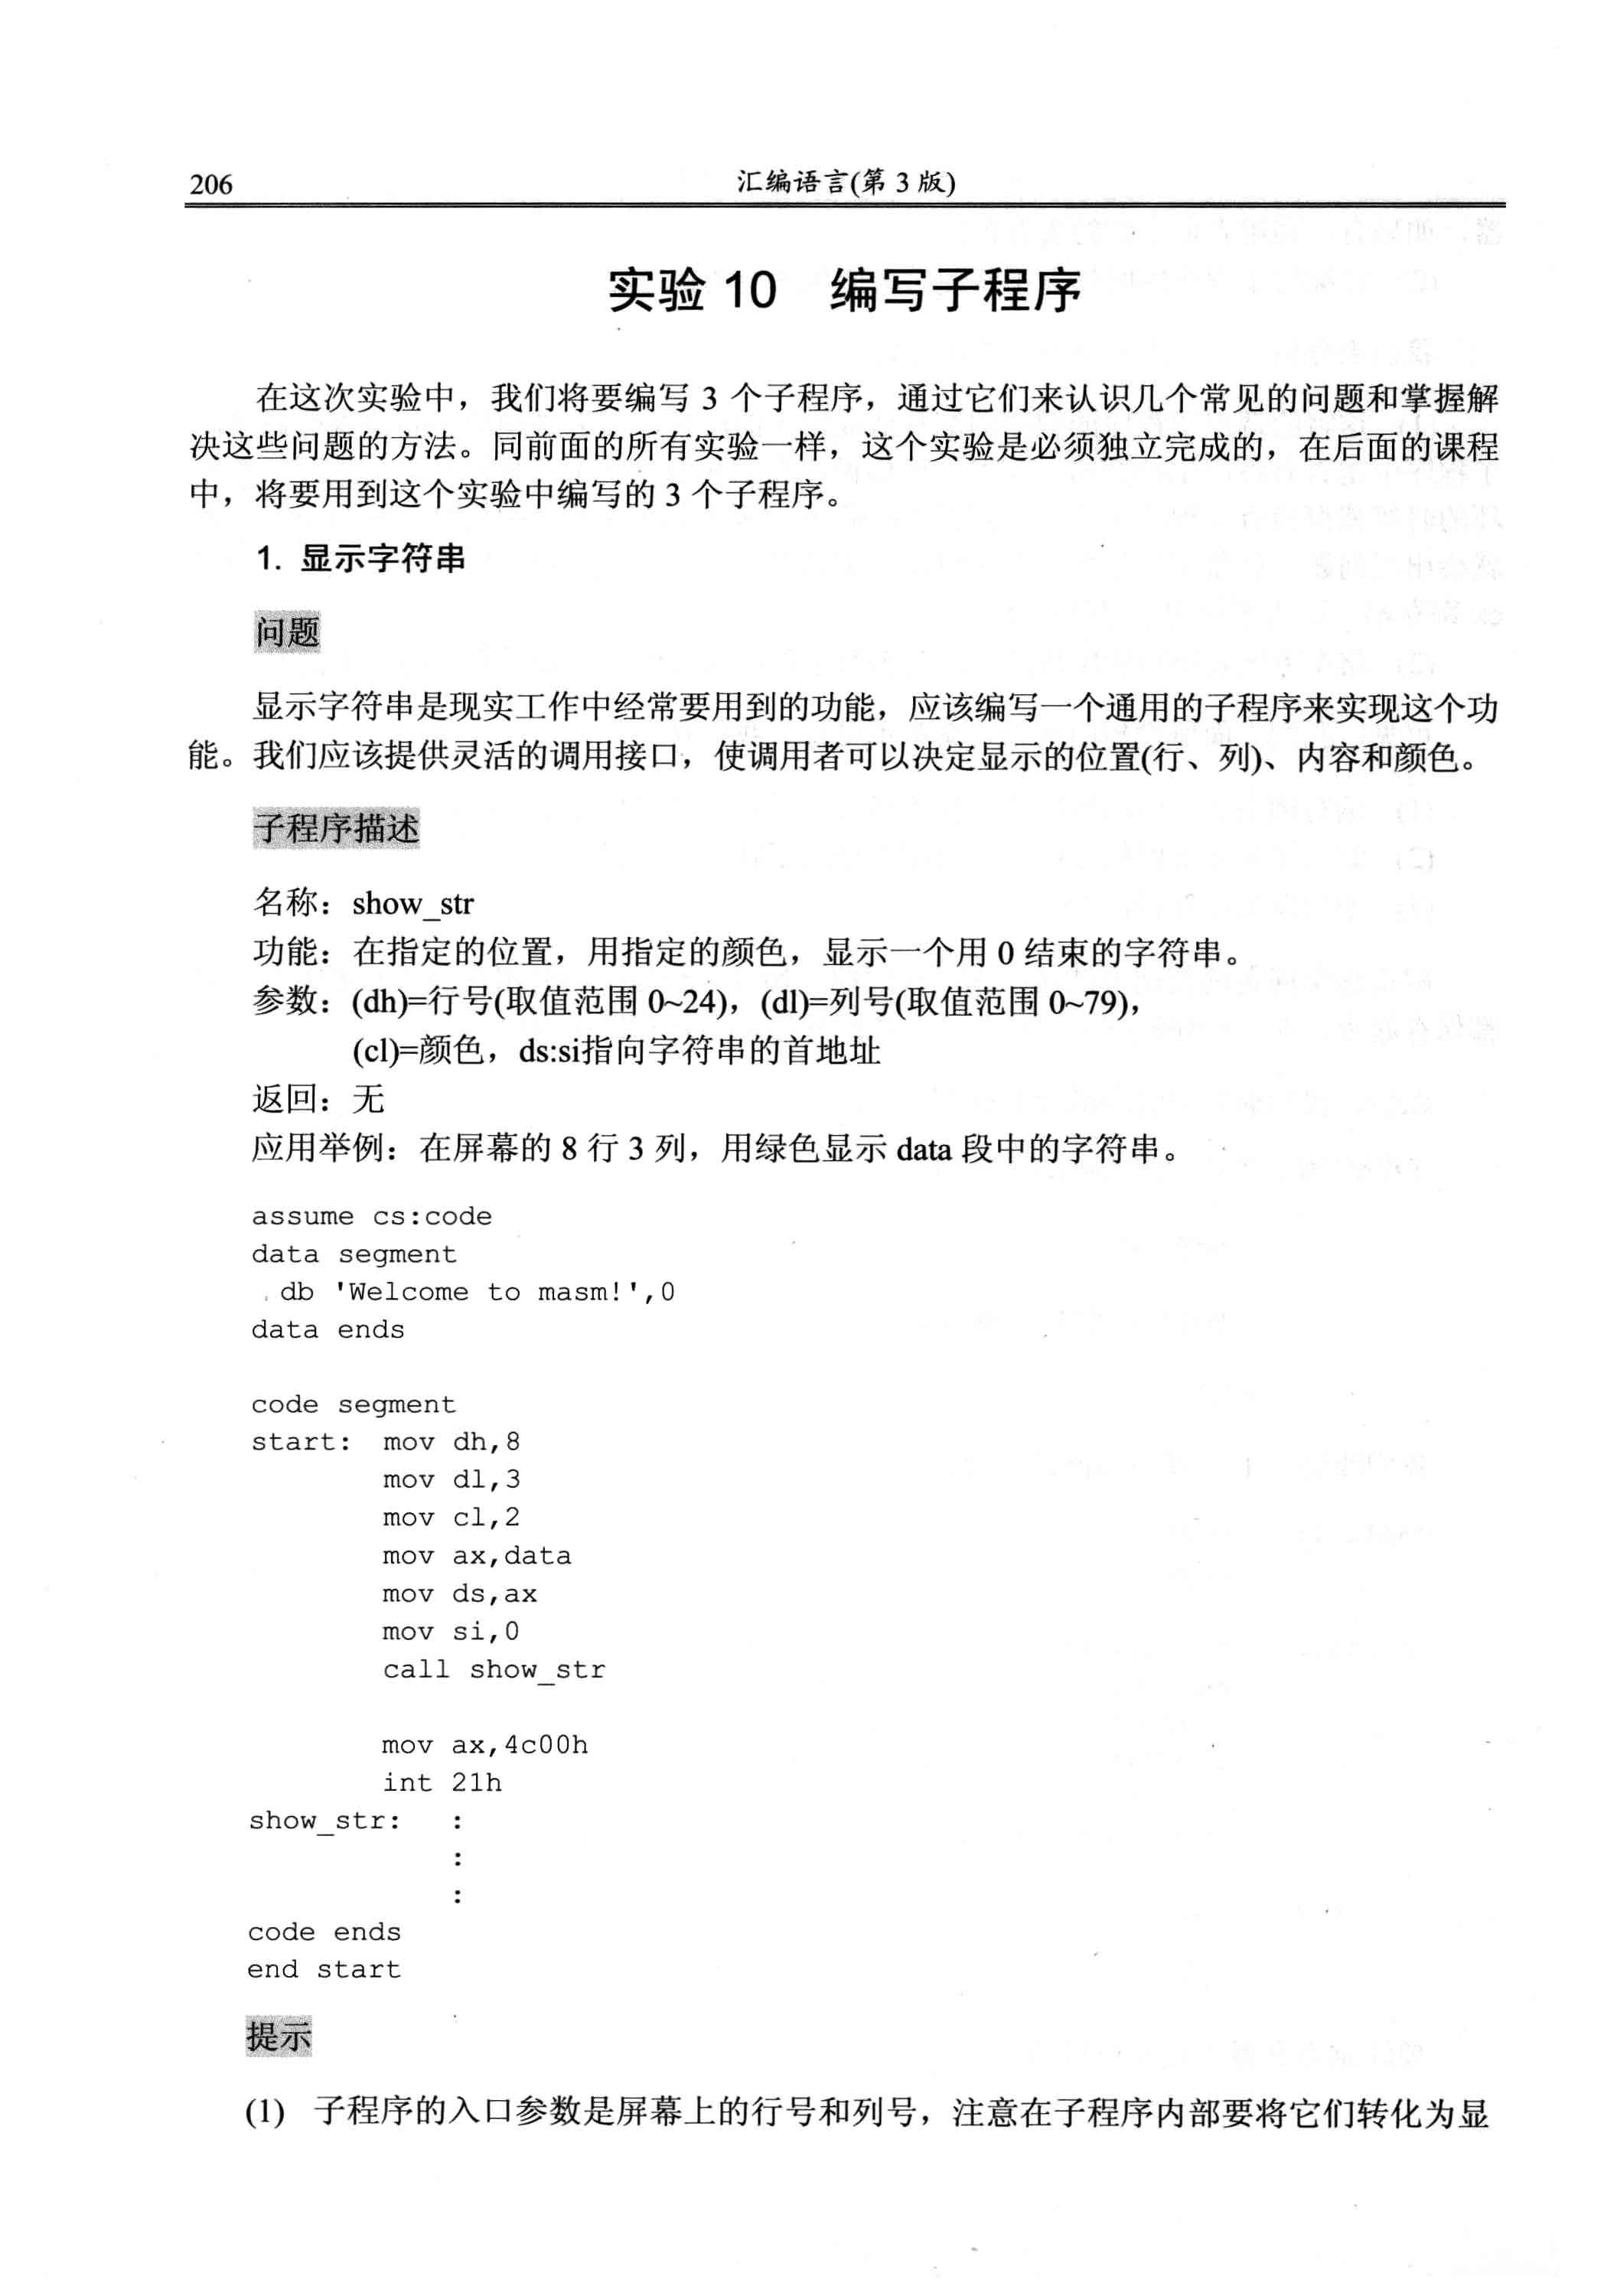 206
汇编语言(第 3 版)
实验 10 编写子程序
在这次实验中，我们将要编写 3 个子程序，通过它们来认识几个常见的问题和掌握解
决这些问题的方法。同前面的所有实验一样，这个实验是必须独立完成的，在后面的课程
中，将要用到这个实验中编写的 3 个子程序。
1. 显示字符串
问题
显示字符串是现实工作中经常要用到的功能，应该编写一个通用的子程序来实现这个功
能。我们应该提供灵活的调用接口，使调用者可以决定显示的位置(行、列)、内容和颜色。
子程序描述
名称：show_str
功能：在指定的位置，用指定的颜色，显示一个用 0 结束的字符串。
参数：(dh)=行号(取值范围 0~24)，(dl)=列号(取值范围 0~79)，
(cl)=颜色，ds:si指向字符串的首地址
返回：无
应用举例：在屏幕的 8 行 3 列，用绿色显示 data 段中的字符串。
assume cs:code
data segment
db 'Welcome to masm!',0
data ends
code segment
start: mov dh,8
mov dl,3
mov cl,2
mov ax,data
mov ds,ax
mov si,0
call show_str
mov ax,4c00h
int 21h
show_str: :
:
:
code ends
end start
提示
(1) 子程序的入口参数是屏幕上的行号和列号，注意在子程序内部要将它们转化为显